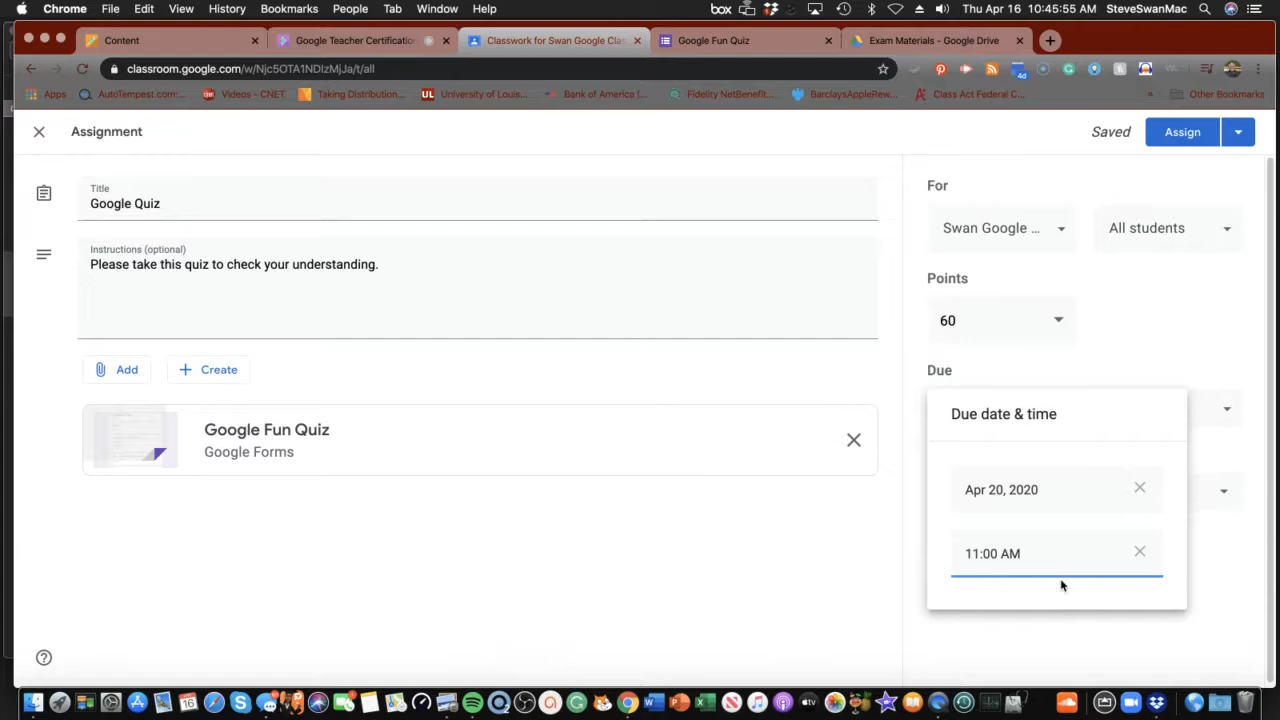 Chrome File Edit View History Bookmarks People Tab Window Help box Thu Apr 16 10:45:55 AM SteveSwanMac
Content Google Teacher Certification Classwork for Swan Google Clas Google Fun Quiz Exam Materials - Google Drive
classroom.google.com/w/Njc5OTA1NDIzMjJa/t/all
Apps AutoTempest.com:... Videos - CNET Taking Distribution... UL University of Louis... Bank of America |... Fidelity NetBenefit... BarclaysAppleRew... Class Act Federal C... » Other Bookmarks
Assignment Saved Assign
Title
Google Quiz
Instructions (optional)
Please take this quiz to check your understanding.
Add Create
Google Fun Quiz
Google Forms
For
Swan Google ... All students
Points
60
Due
Due date & time
Apr 20, 2020
11:00 AM